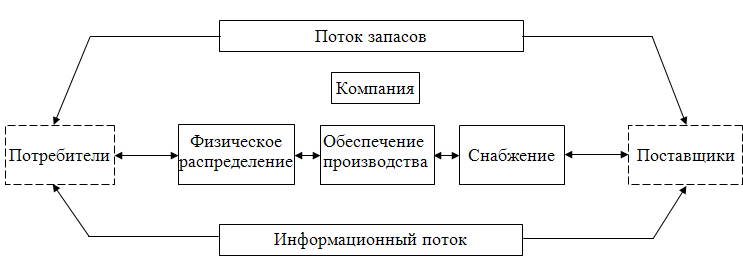 Поток запасов
Компания
Потребители
Физическое
распределение
Обеспечение
производства
Снабжение
Поставщики
Информационный поток